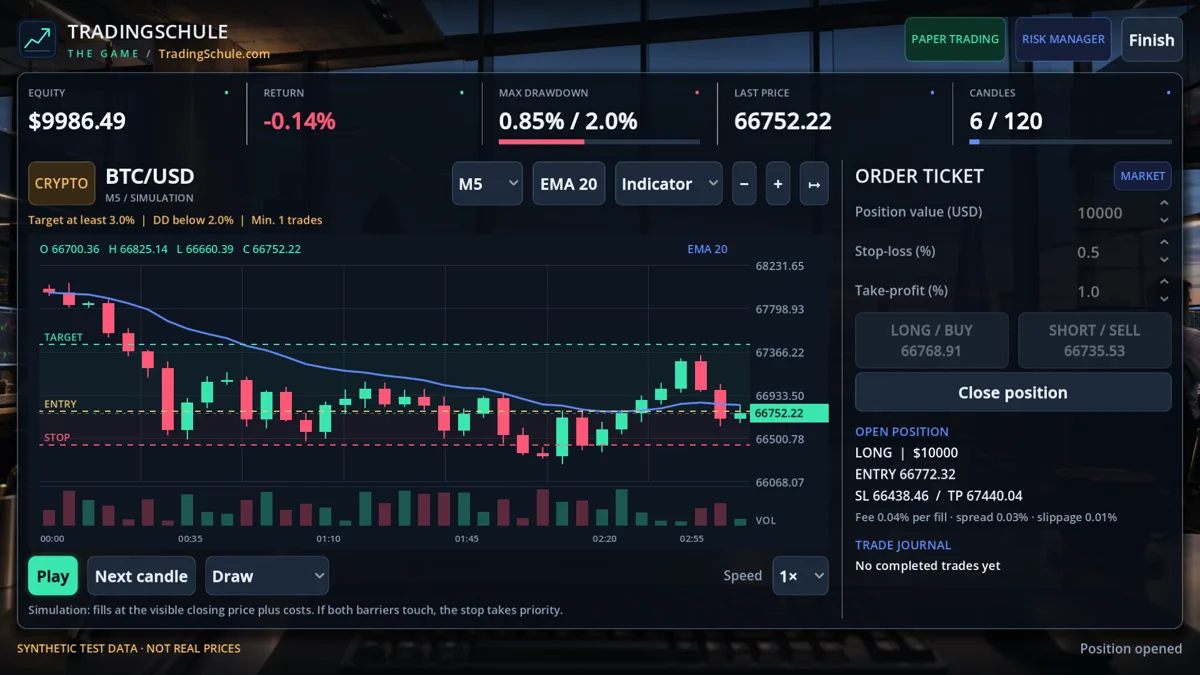 TRADINGSCHULE
THE GAME / TradingSchule.com
PAPER TRADING
RISK MANAGER
Finish
EQUITY
$9986.49
RETURN
-0.14%
MAX DRAWDOWN
0.85% / 2.0%
LAST PRICE
66752.22
CANDLES
6 / 120
CRYPTO
BTC/USD
M5 / SIMULATION
M5
EMA 20
Indicator
−
+
↦
Target at least 3.0% | DD below 2.0% | Min. 1 trades
O 66700.36 H 66825.14 L 66660.39 C 66752.22
EMA 20
68231.65
67798.93
67366.22
66933.50
66752.22
66500.78
66068.07
TARGET
ENTRY
STOP
VOL
00:00
00:35
01:10
01:45
02:20
02:55
Play
Next candle
Draw
Speed
1×
Simulation: fills at the visible closing price plus costs. If both barriers touch, the stop takes priority.
ORDER TICKET
MARKET
Position value (USD)
10000
Stop-loss (%)
0.5
Take-profit (%)
1.0
LONG / BUY
66768.91
SHORT / SELL
66735.53
Close position
OPEN POSITION
LONG | $10000
ENTRY 66772.32
SL 66438.46 / TP 67440.04
Fee 0.04% per fill · spread 0.03% · slippage 0.01%
TRADE JOURNAL
No completed trades yet
SYNTHETIC TEST DATA · NOT REAL PRICES
Position opened